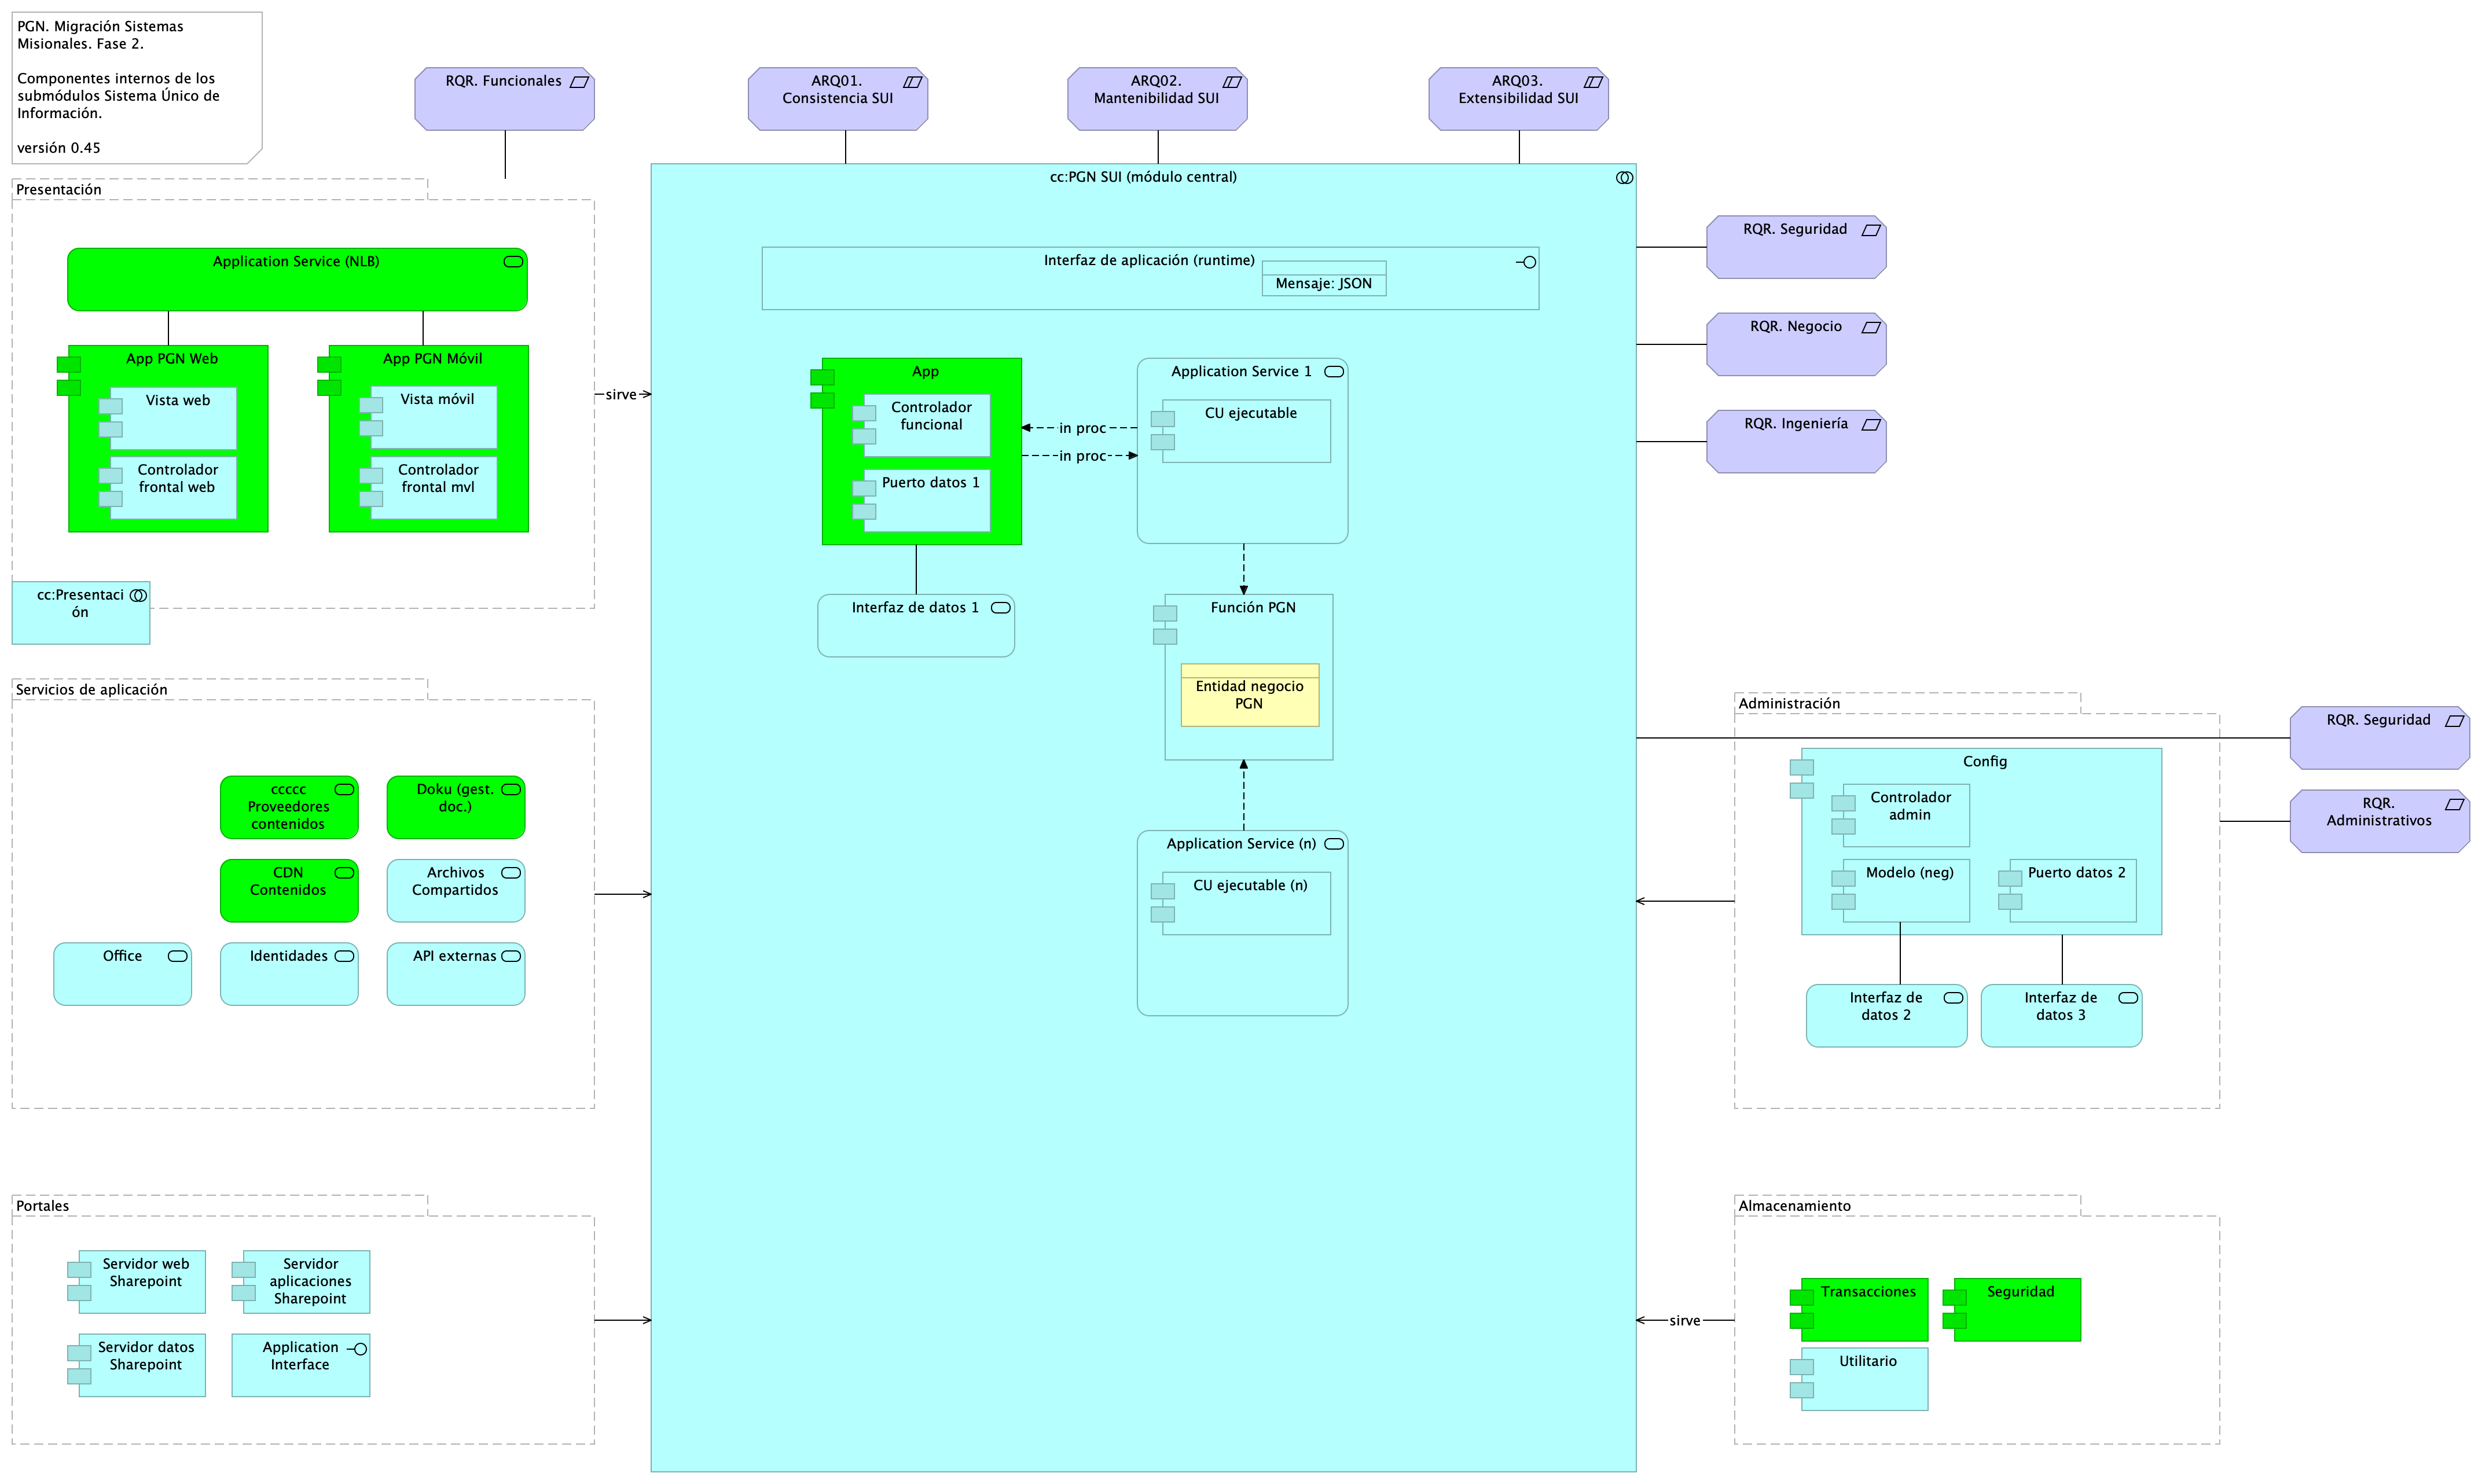 PGN. Migración Sistemas
Misionales. Fase 2.
Componentes internos de los
submódulos Sistema Único de
Información.
versión 0.45
RQR. Funcionales
ARQ01.
Consistencia SUI
ARQ02.
Mantenibilidad SUI
ARQ03.
Extensibilidad SUI
Presentación
Application Service (NLB)
App PGN Web
Vista web
Controlador
frontal web
App PGN Móvil
Vista móvil
Controlador
frontal mvl
cc:Presentaci
ón
sirve
cc:PGN SUI (módulo central)
Interfaz de aplicación (runtime)
Mensaje: JSON
App
Controlador
funcional
Puerto datos 1
in proc
in proc
Application Service 1
CU ejecutable
Interfaz de datos 1
Función PGN
Entidad negocio
PGN
Application Service (n)
CU ejecutable (n)
RQR. Seguridad
RQR. Negocio
RQR. Ingeniería
Servicios de aplicación
ccccc
Proveedores
contenidos
Doku (gest.
doc.)
CDN
Contenidos
Archivos
Compartidos
Office
Identidades
API externas
Administración
Config
Controlador
admin
Modelo (neg)
Puerto datos 2
Interfaz de
datos 2
Interfaz de
datos 3
RQR. Seguridad
RQR.
Administrativos
Portales
Servidor web
Sharepoint
Servidor
aplicaciones
Sharepoint
Servidor datos
Sharepoint
Application
Interface
Almacenamiento
sirve
Transacciones
Seguridad
Utilitario